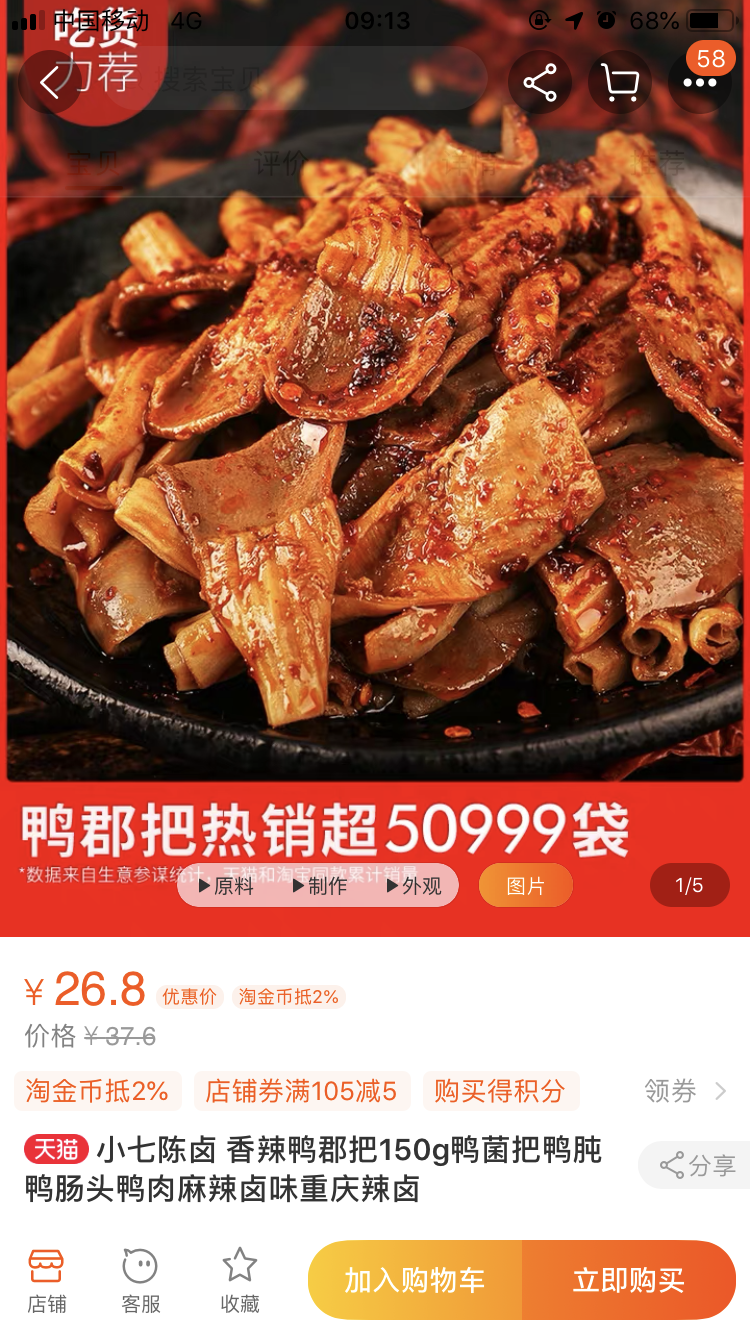 中国移动 4G 09:13 68%
吃货
力荐
搜索宝贝
58
宝贝 评价 详情 推荐
鸭郡把热销超50999袋
*数据来自生意参谋统计，天猫和淘宝同款累计销量
原料 制作 外观 图片 1/5
¥ 26.8 优惠价 淘金币抵2%
价格 ¥37.6
淘金币抵2% 店铺券满105减5 购买得积分 领券
天猫 小七陈卤 香辣鸭郡把150g鸭菌把鸭肫
鸭肠头鸭肉麻辣卤味重庆辣卤
分享
店铺 客服 收藏 加入购物车 立即购买